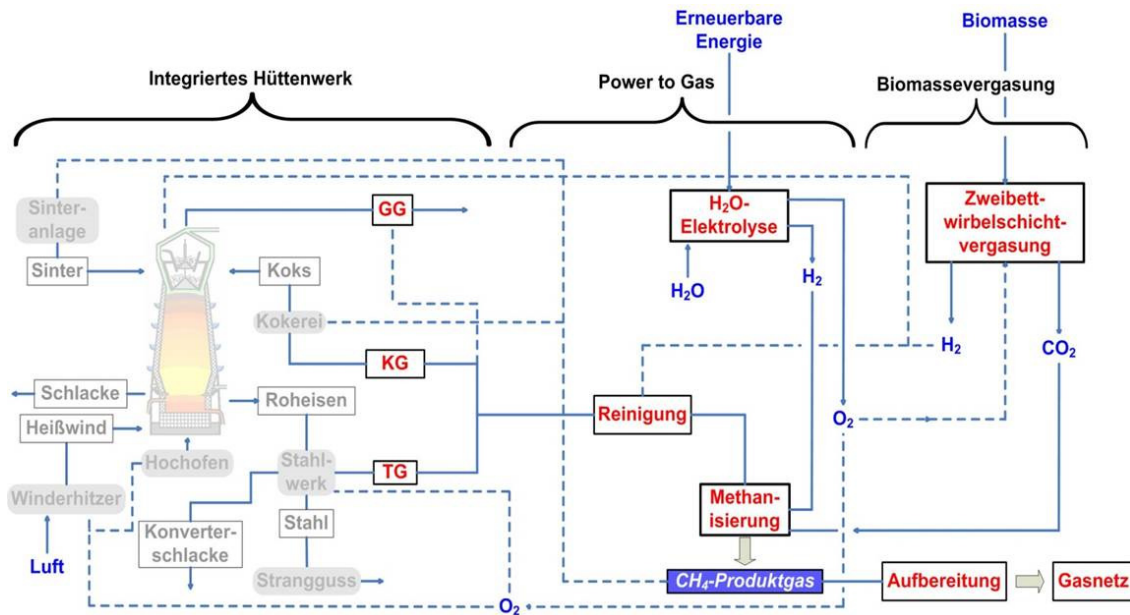 Erneuerbare
Energie
Biomasse
Integriertes Hüttenwerk
Power to Gas
Biomassevergasung
Sinter-
anlage
GG
H₂O-
Elektrolyse
Zweibett-
wirbelschicht-
vergasung
Sinter
Koks
H₂O
H₂
Kokerei
H₂
CO₂
KG
Schlacke
Roheisen
Reinigung
O₂
Heißwind
Hochofen
Stahl-
werk
TG
Winderhitzer
Methan-
isierung
Konverter-
schlacke
Stahl
Luft
Strangguss
CH₄-Produktgas
Aufbereitung
Gasnetz
O₂